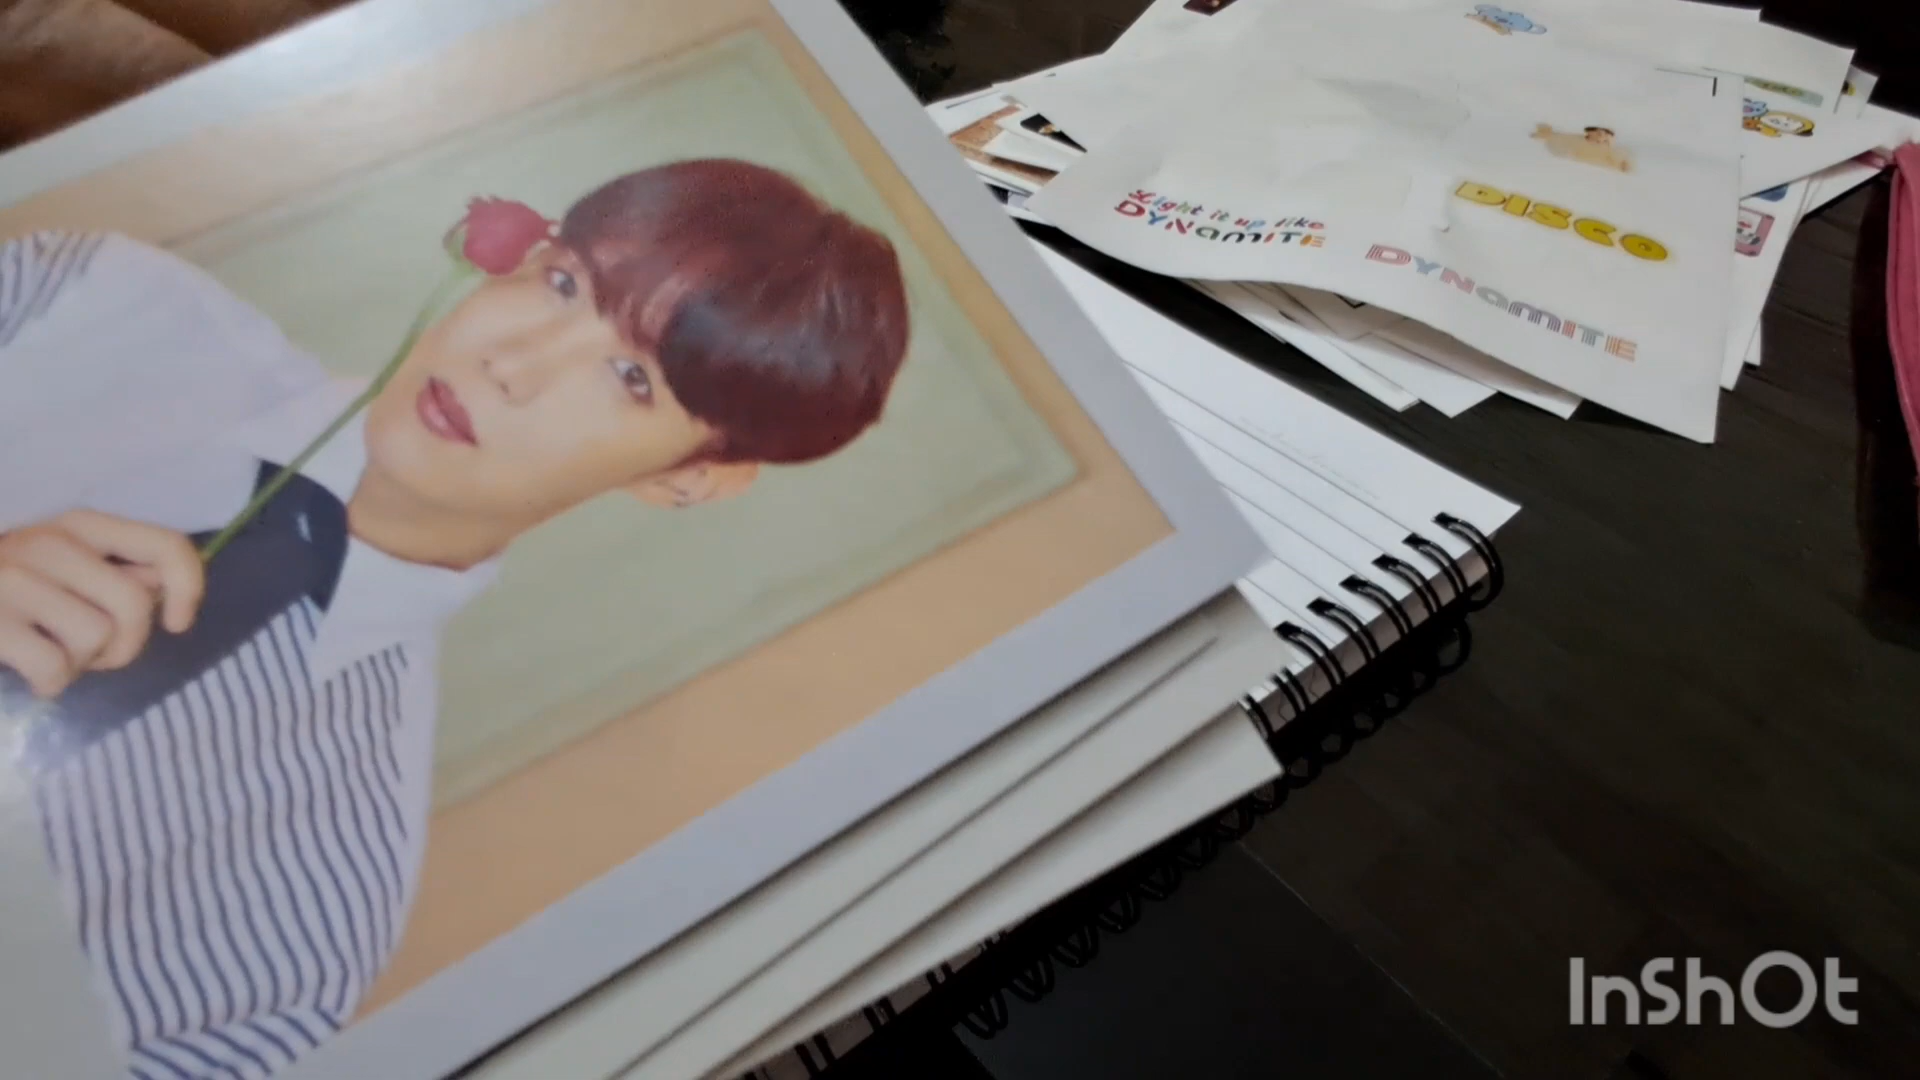 Light it up like
DYNAMITE
DISCO
DYNAMITE
InShOt